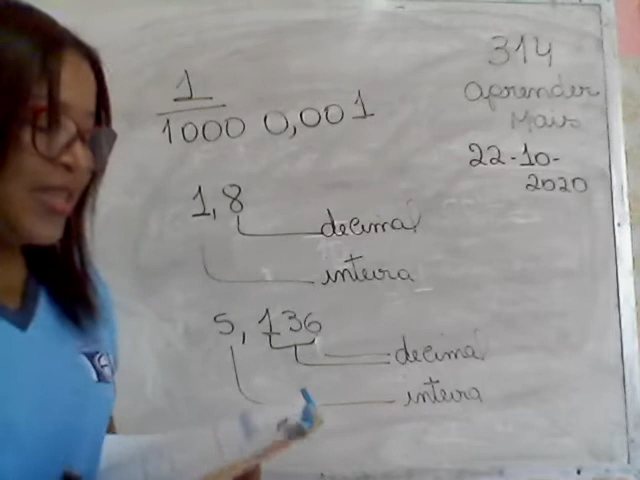 314
Aprender
Mais
22-10-
2020
1
1000 0,001
1,8
decimal
inteira
5,136
decimal
inteira